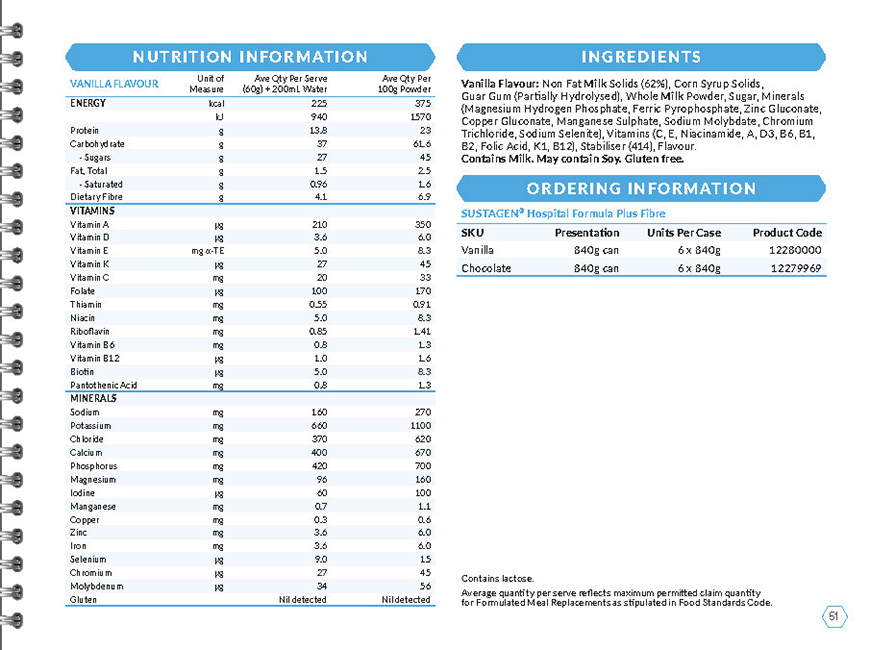 NUTRITION INFORMATION
VANILLA FLAVOUR Unit of Measure Ave Qty Per Serve (60g) + 200mL Water Ave Qty Per 100g Powder
ENERGY kcal 225 375
kJ 940 1570
Protein g 13.8 23
Carbohydrate g 37 61.6
- Sugars g 27 45
Fat, Total g 1.5 2.5
- Saturated g 0.96 1.6
Dietary Fibre g 4.1 6.9
VITAMINS
Vitamin A µg 210 350
Vitamin D µg 3.6 6.0
Vitamin E mg α-TE 5.0 8.3
Vitamin K µg 27 45
Vitamin C mg 20 33
Folate µg 100 170
Thiamin mg 0.55 0.91
Niacin mg 5.0 8.3
Riboflavin mg 0.85 1.41
Vitamin B6 mg 0.8 1.3
Vitamin B12 µg 1.0 1.6
Biotin µg 5.0 8.3
Pantothenic Acid mg 0.8 1.3
MINERALS
Sodium mg 160 270
Potassium mg 660 1100
Chloride mg 370 620
Calcium mg 400 670
Phosphorus mg 420 700
Magnesium mg 96 160
Iodine µg 60 100
Manganese mg 0.7 1.1
Copper mg 0.3 0.6
Zinc mg 3.6 6.0
Iron mg 3.6 6.0
Selenium µg 9.0 15
Chromium µg 27 45
Molybdenum µg 34 56
Gluten Nil detected Nil detected
INGREDIENTS
Vanilla Flavour: Non Fat Milk Solids (62%), Corn Syrup Solids,
Guar Gum (Partially Hydrolysed), Whole Milk Powder, Sugar, Minerals
(Magnesium Hydrogen Phosphate, Ferric Pyrophosphate, Zinc Gluconate,
Copper Gluconate, Manganese Sulphate, Sodium Molybdate, Chromium
Trichloride, Sodium Selenite), Vitamins (C, E, Niacinamide, A, D3, B6, B1,
B2, Folic Acid, K1, B12), Stabiliser (414), Flavour.
Contains Milk. May contain Soy. Gluten free.
ORDERING INFORMATION
SUSTAGEN® Hospital Formula Plus Fibre
SKU Presentation Units Per Case Product Code
Vanilla 840g can 6 x 840g 12280000
Chocolate 840g can 6 x 840g 12279969
Contains lactose.
Average quantity per serve reflects maximum permitted claim quantity
for Formulated Meal Replacements as stipulated in Food Standards Code.
51